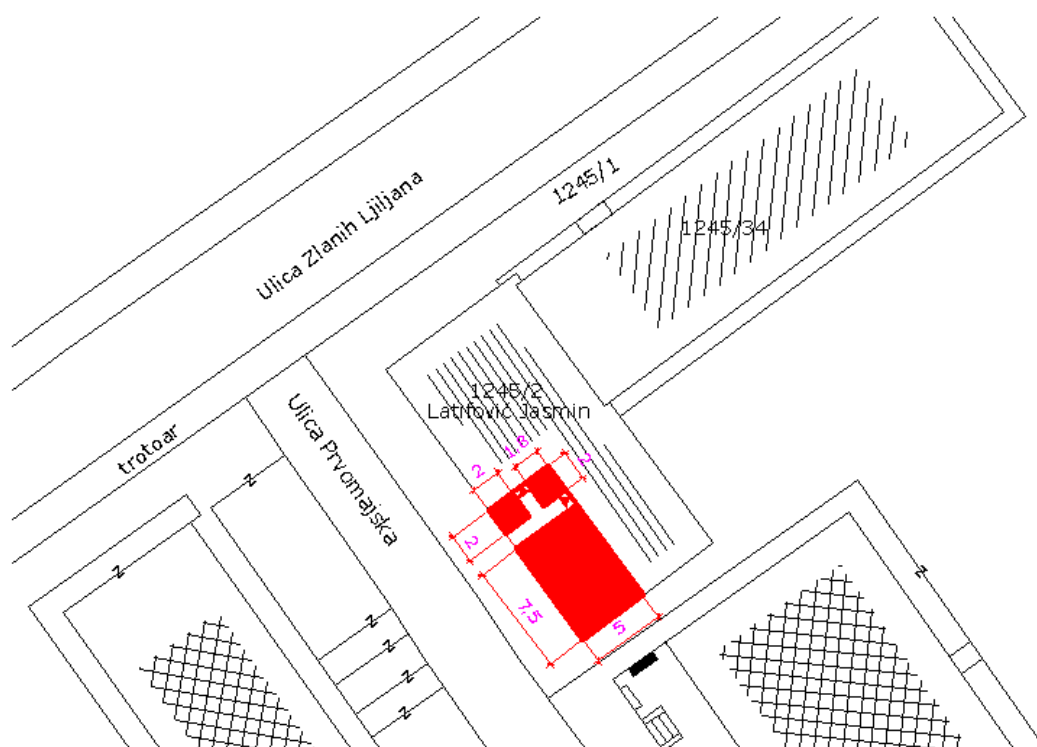 1245/1
Ulica Zlanih Ljiljana
1245/34
1245/2
Latifović Jasmin
Ulica Prvomajska
trotoar
1.8
2
2
2
7.5
5
z
z
z
z
z
z
z